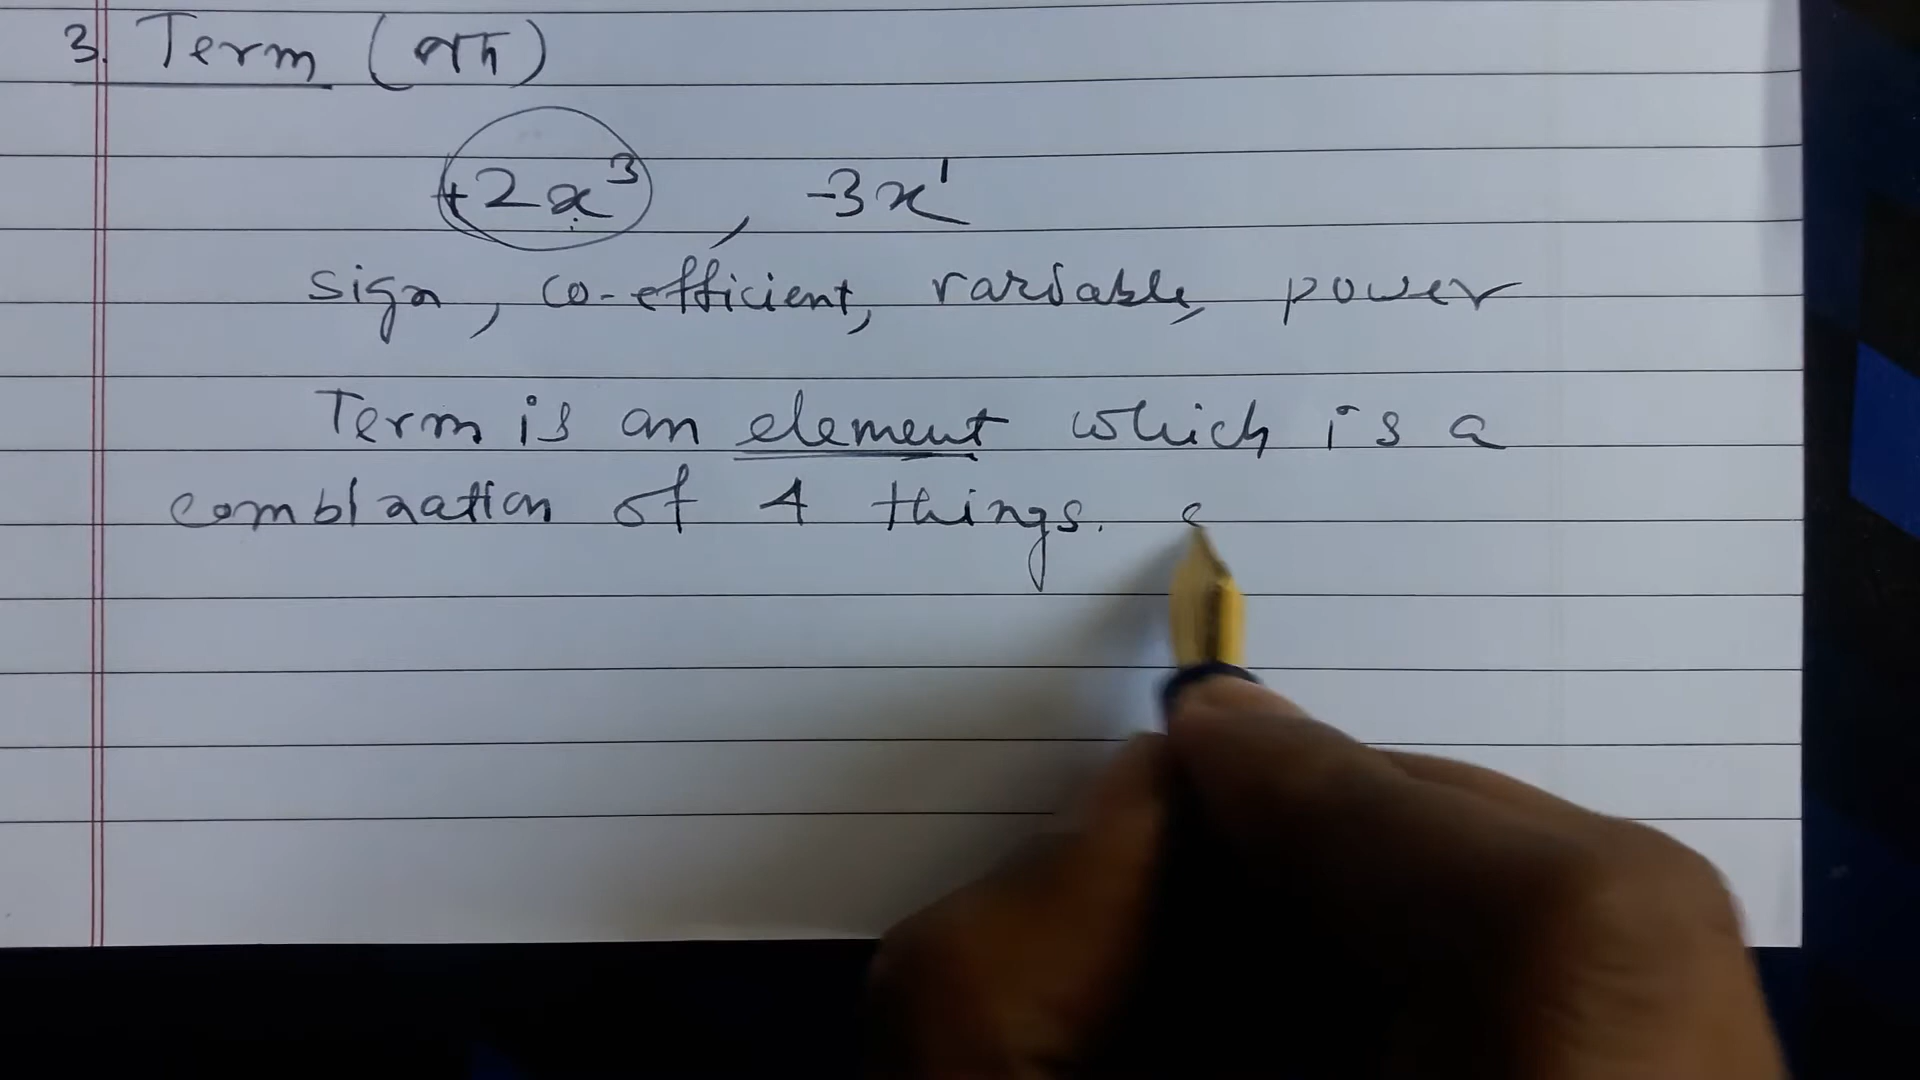 3. Term (পদ)
+2x³, -3x¹
sign, co-efficient, variable, power
Term is an element which is a
combination of 4 things. s